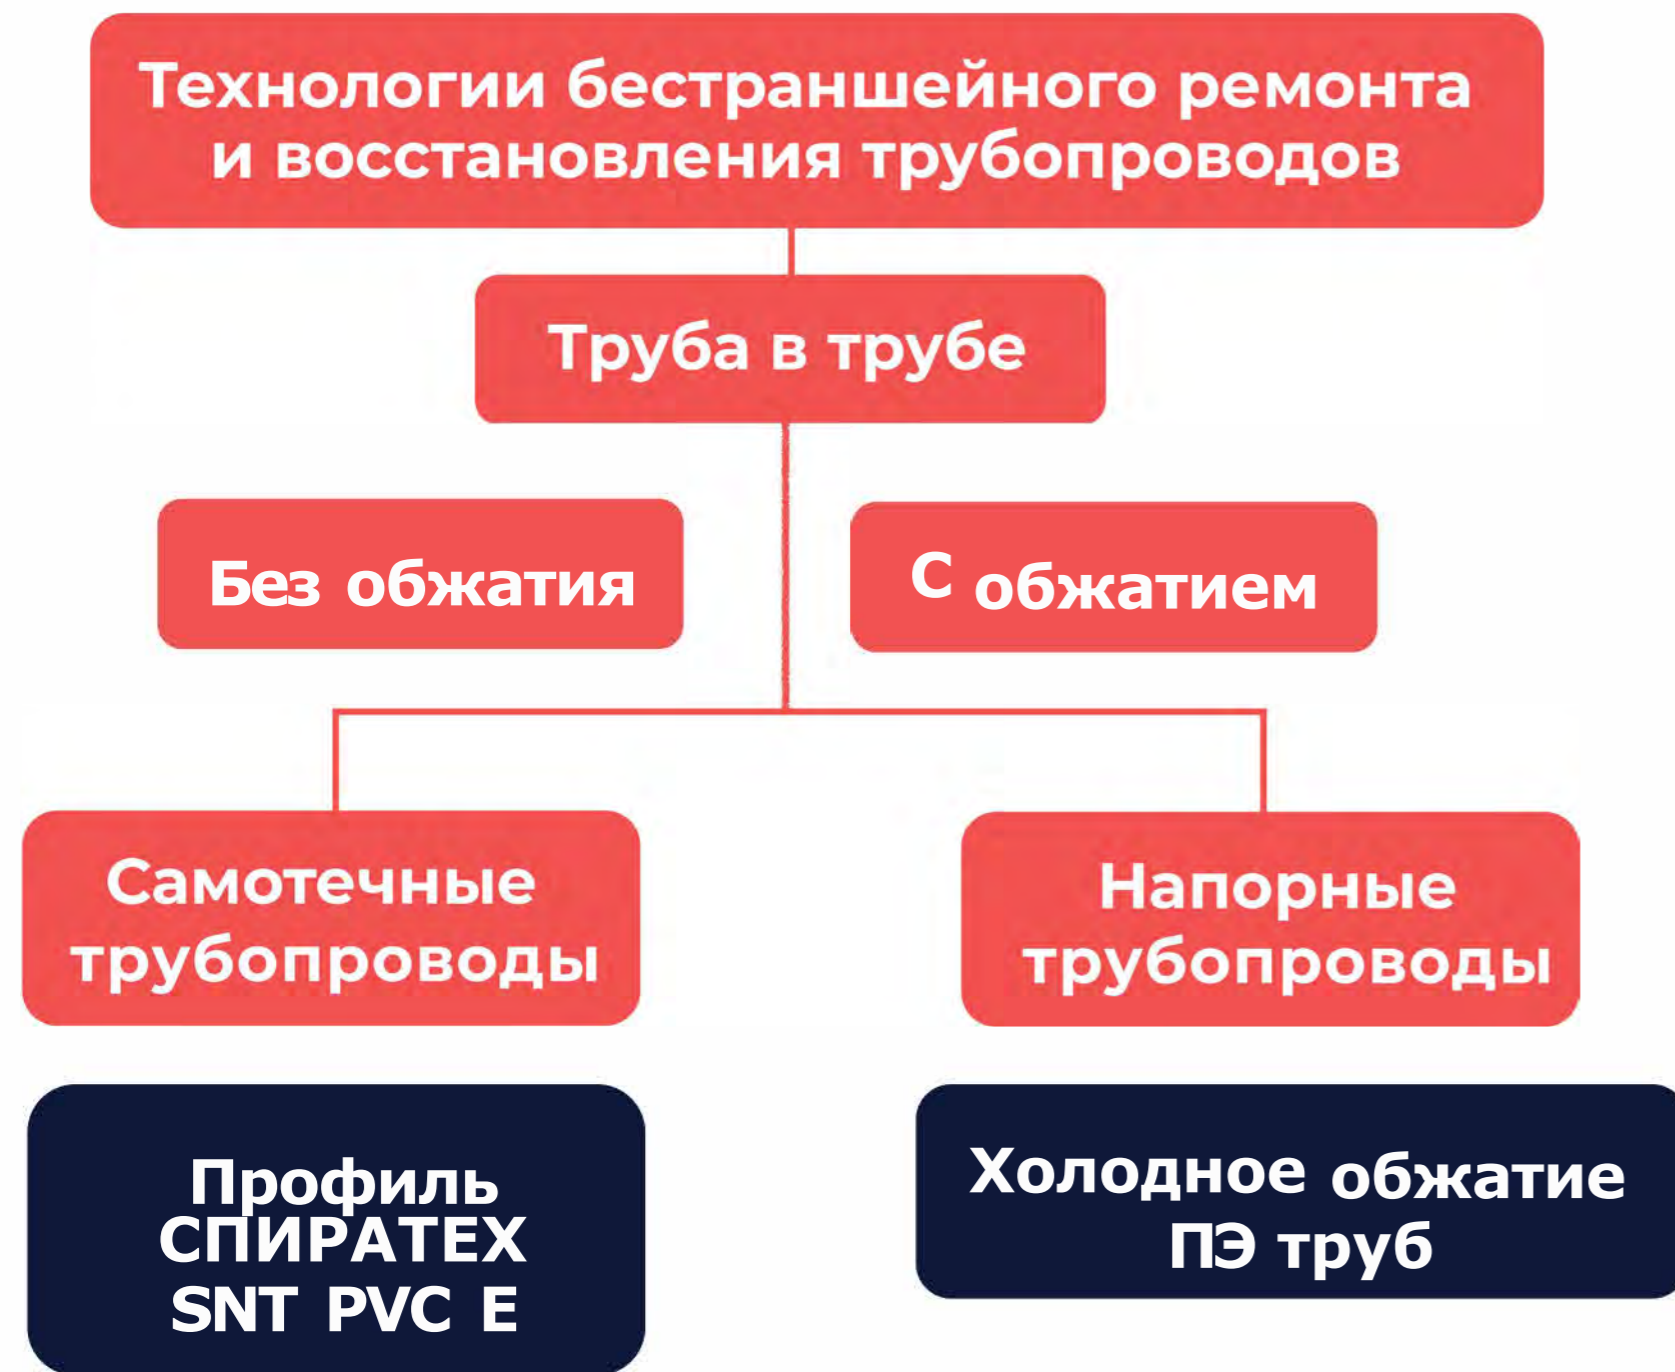 Технологии бестраншейного ремонта
и восстановления трубопроводов
Труба в трубе
Без обжатия
С обжатием
Самотечные
трубопроводы
Напорные
трубопроводы
Профиль
СПИРАТЕХ
SNT PVC E
Холодное обжатие
ПЭ труб